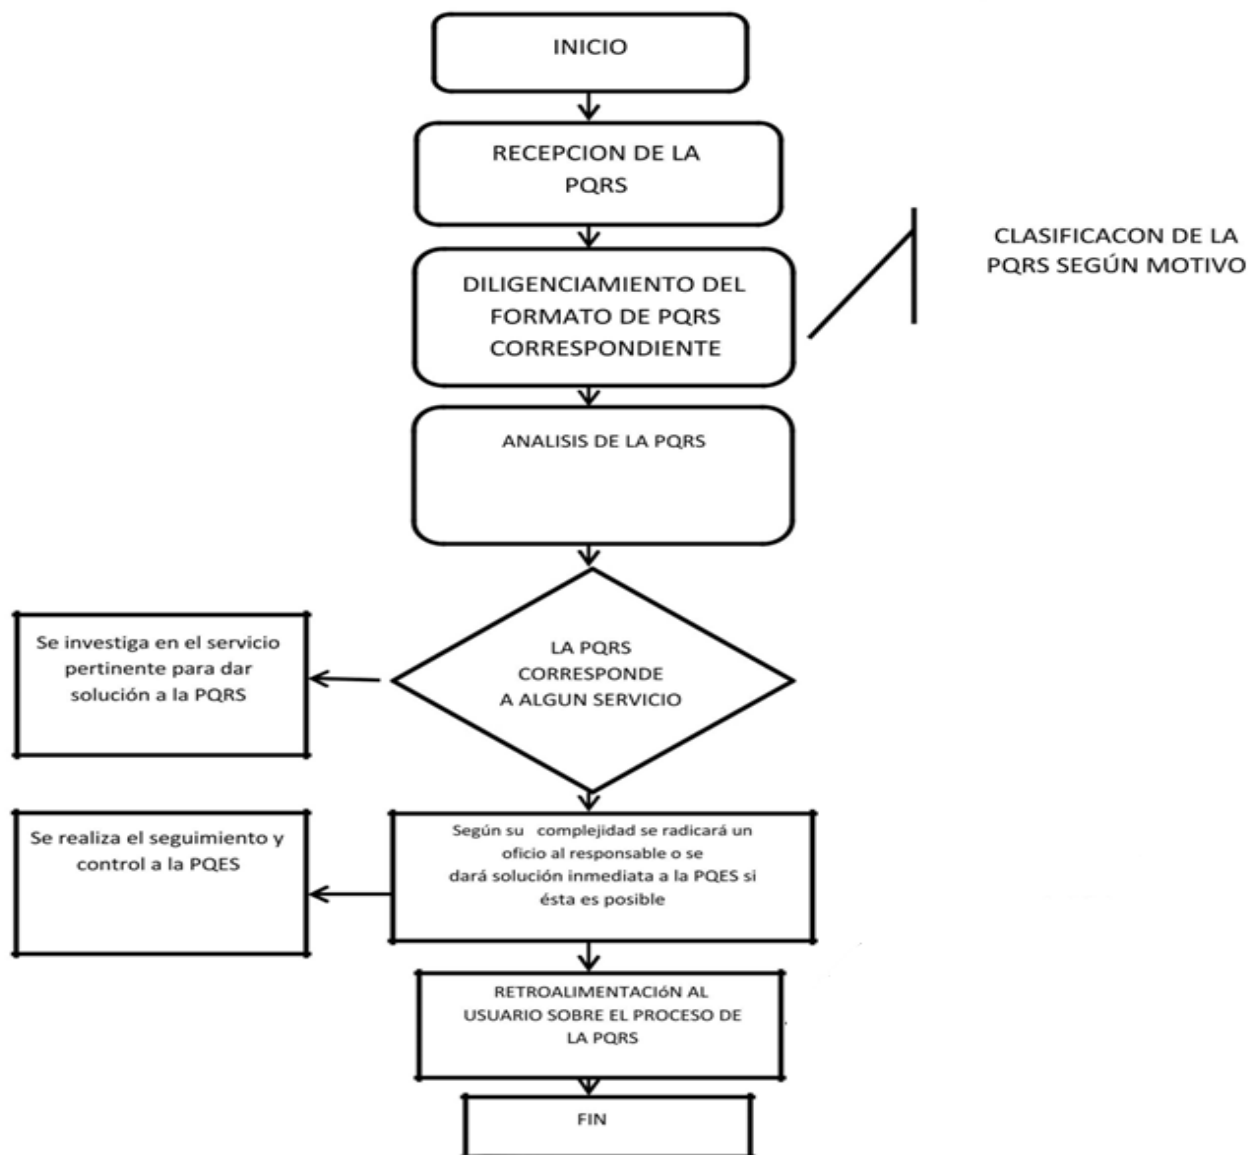 INICIO
RECEPCION DE LA
PQRS
CLASIFICACON DE LA
PQRS SEGÚN MOTIVO
DILIGENCIAMIENTO DEL
FORMATO DE PQRS
CORRESPONDIENTE
ANALISIS DE LA PQRS
LA PQRS
CORRESPONDE
A ALGUN SERVICIO
Se investiga en el servicio
pertinente para dar
solución a la PQRS
Según su complejidad se radicará un
oficio al responsable o se
dará solución inmediata a la PQES si
ésta es posible
Se realiza el seguimiento y
control a la PQES
RETROALIMENTACIóN AL
USUARIO SOBRE EL PROCESO DE
LA PQRS
FIN